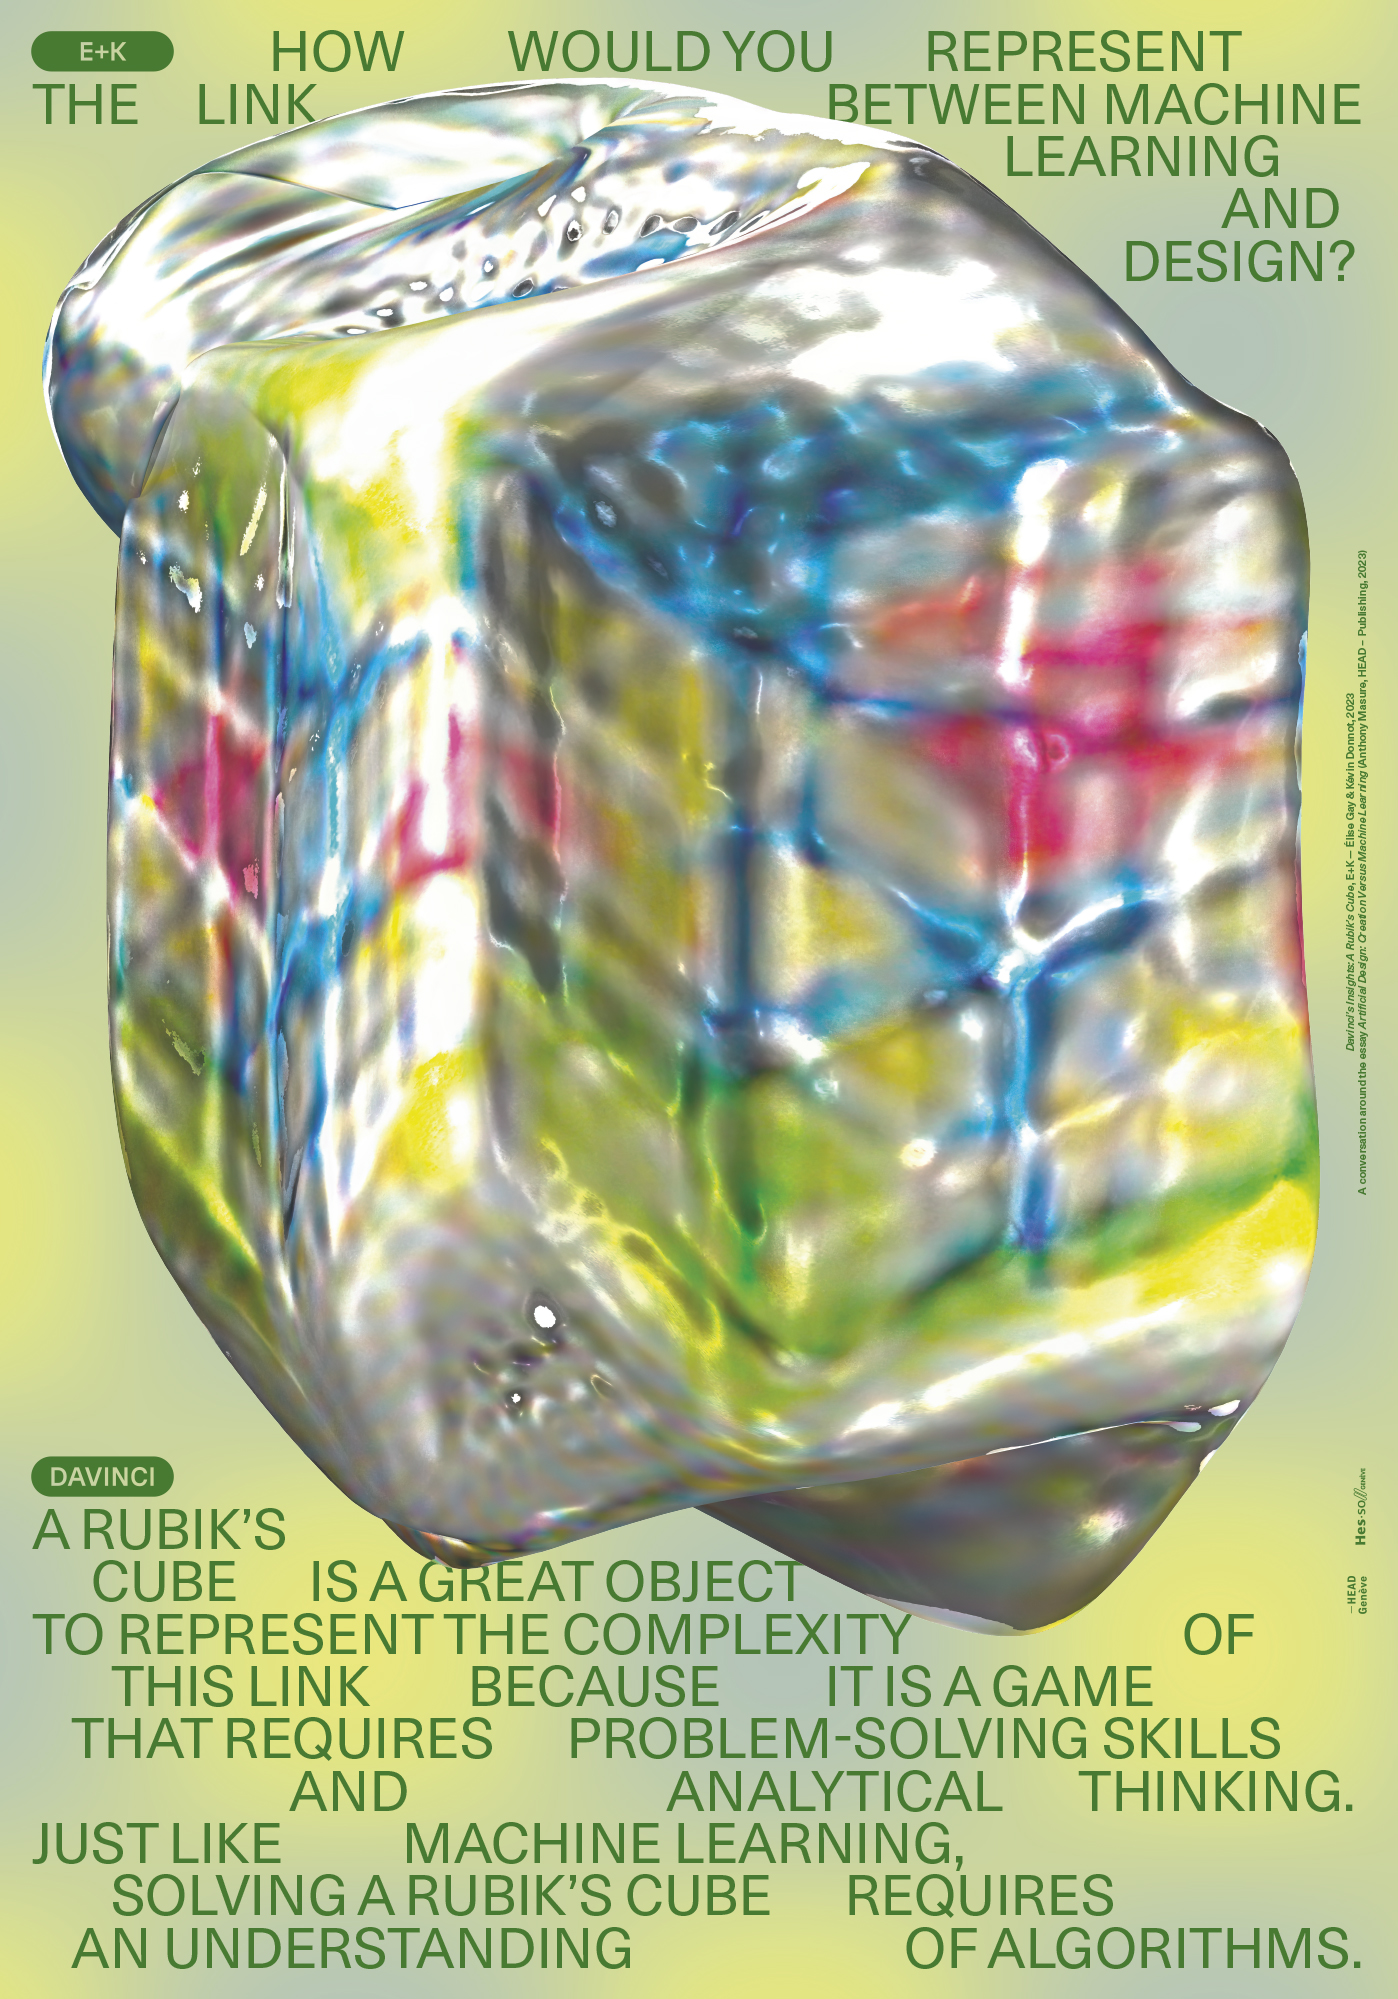 E+K
HOW WOULD YOU REPRESENT
THE LINK BETWEEN MACHINE
LEARNING
AND
DESIGN?
Davinci's Insights: A Rubik's Cube, E+K – Élise Gay & Kévin Donnot, 2023
A conversation around the essay Artificial Design: Creation Versus Machine Learning (Anthony Masure, HEAD – Publishing, 2023)
Hes·so GENÈVE
–HEAD
Genève
DAVINCI
A RUBIK'S
CUBE IS A GREAT OBJECT
TO REPRESENT THE COMPLEXITY OF
THIS LINK BECAUSE IT IS A GAME
THAT REQUIRES PROBLEM-SOLVING SKILLS
AND ANALYTICAL THINKING.
JUST LIKE MACHINE LEARNING,
SOLVING A RUBIK'S CUBE REQUIRES
AN UNDERSTANDING OF ALGORITHMS.